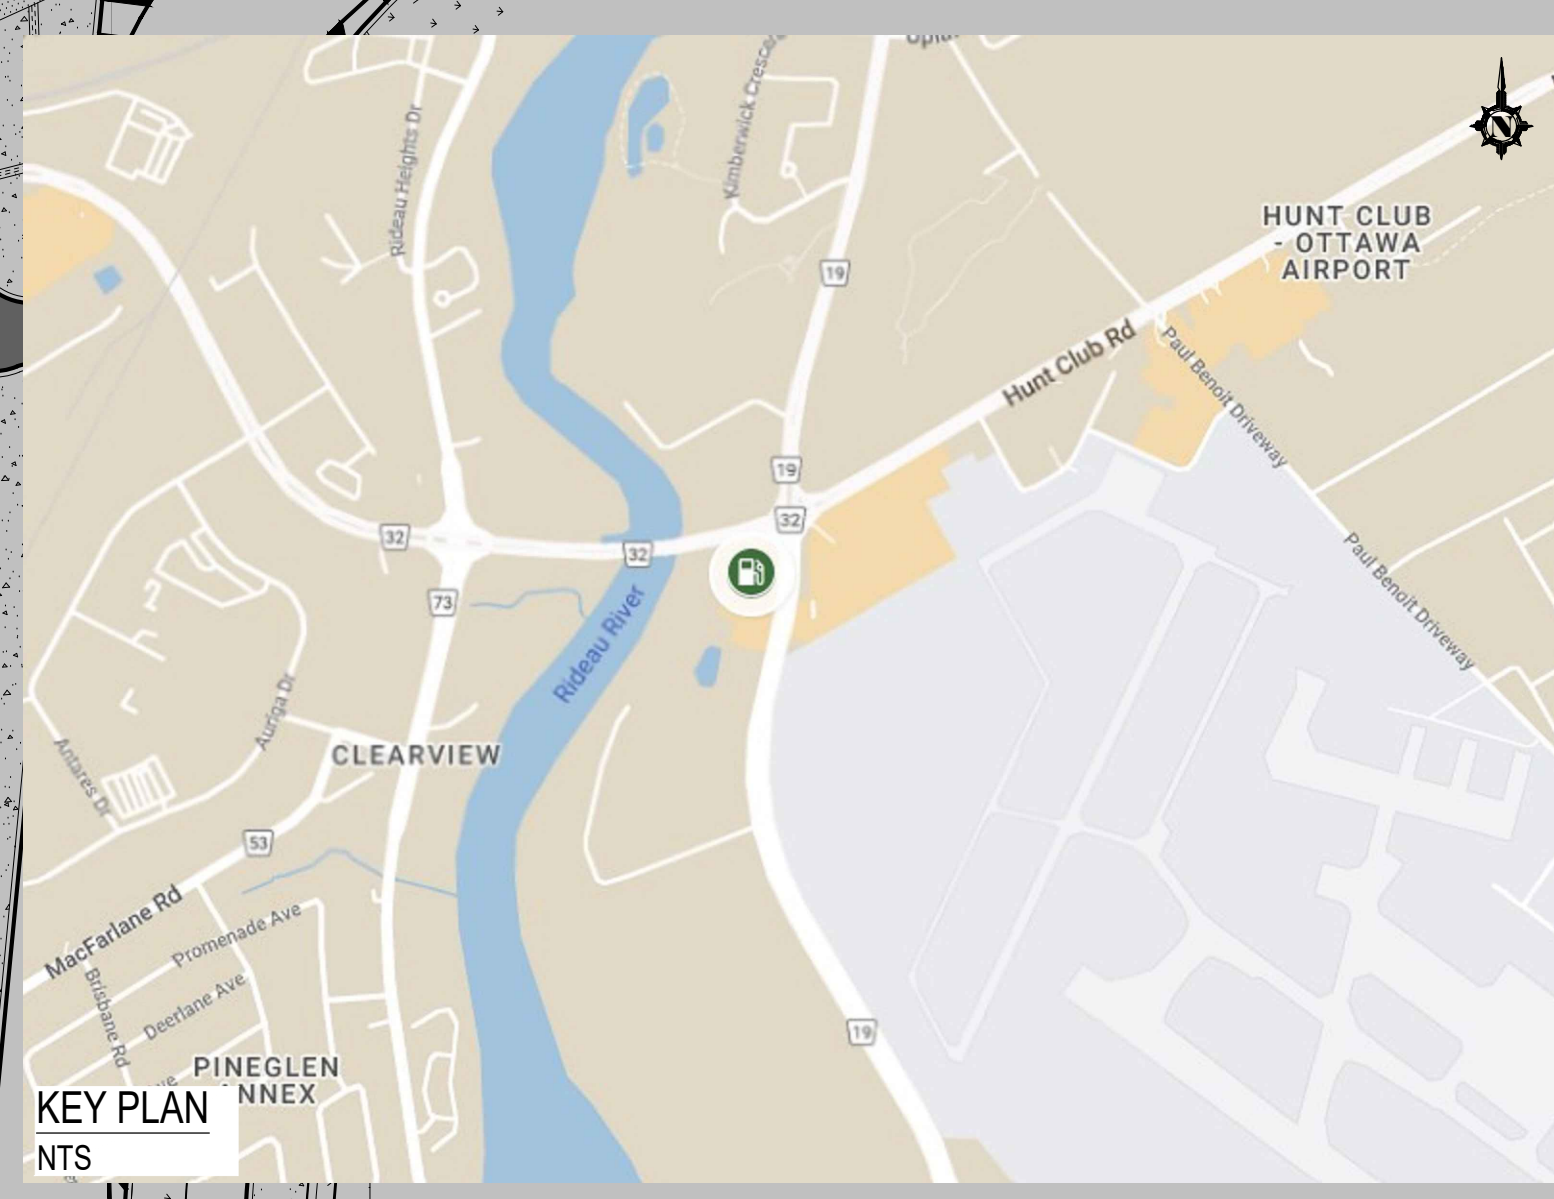 Kimberwick Cresce
Rideau Heights Dr
N
HUNT CLUB
- OTTAWA
AIRPORT
19
Hunt Club Rd
Paul Benoit Driveway
19
32
32
32
73
Paul Benoit Driveway
Rideau River
Auriga Dr
Antares Dr
CLEARVIEW
53
MacFarlane Rd
Promenade Ave
Brisbane Rd
Deerlane Ave
19
PINEGLEN
NNEX
KEY PLAN
NTS